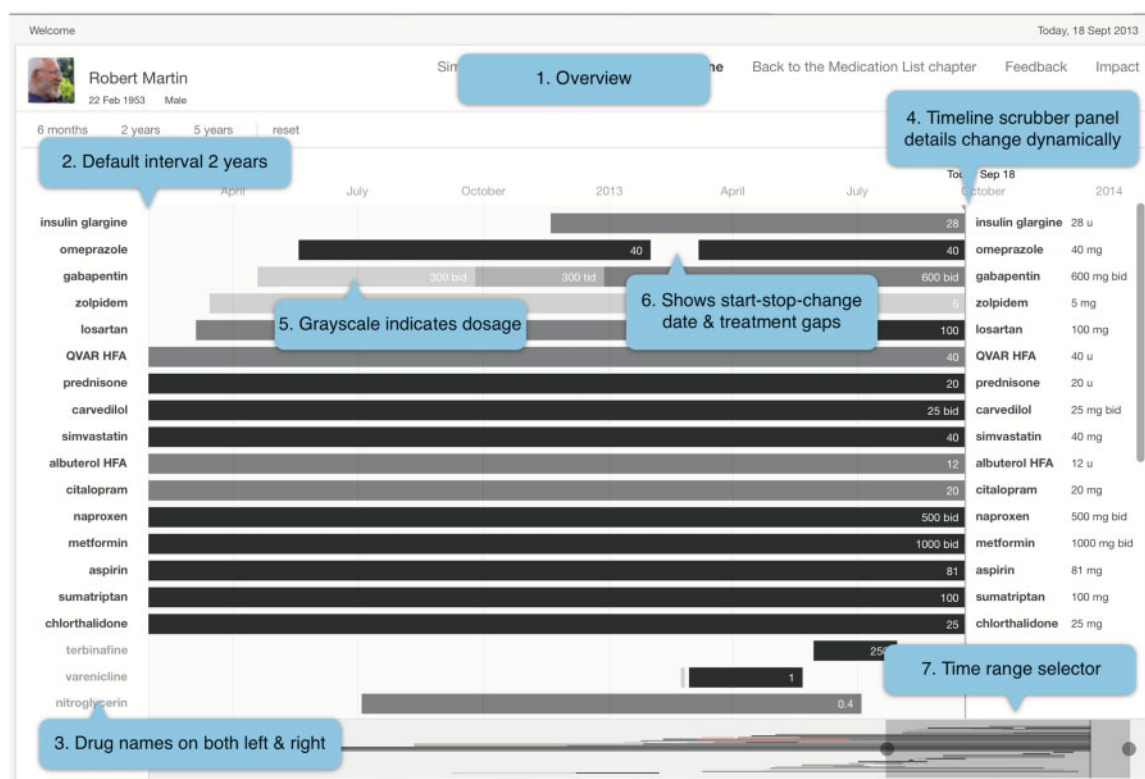 Welcome
Today, 18 Sept 2013
Robert Martin
22 Feb 1953 Male
1. Overview
Back to the Medication List chapter Feedback Impact
6 months 2 years 5 years reset
2. Default interval 2 years
4. Timeline scrubber panel
details change dynamically
Sep 18
April July October 2013 April July October 2014
insulin glargine 28 insulin glargine 28 u
omeprazole 40 40 omeprazole 40 mg
gabapentin 300 bid 300 tid 600 bid gabapentin 600 mg bid
zolpidem 5 zolpidem 5 mg
5. Grayscale indicates dosage
6. Shows start-stop-change
date & treatment gaps
losartan 100 losartan 100 mg
QVAR HFA 40 QVAR HFA 40 u
prednisone 20 prednisone 20 u
carvedilol 25 bid carvedilol 25 mg bid
simvastatin 40 simvastatin 40 mg
albuterol HFA 12 albuterol HFA 12 u
citalopram 20 citalopram 20 mg
naproxen 500 bid naproxen 500 mg bid
metformin 1000 bid metformin 1000 mg bid
aspirin 81 aspirin 81 mg
sumatriptan 100 sumatriptan 100 mg
chlorthalidone 25 chlorthalidone 25 mg
terbinafine 250
varenicline 1
nitroglycerin 0.4
7. Time range selector
3. Drug names on both left & right